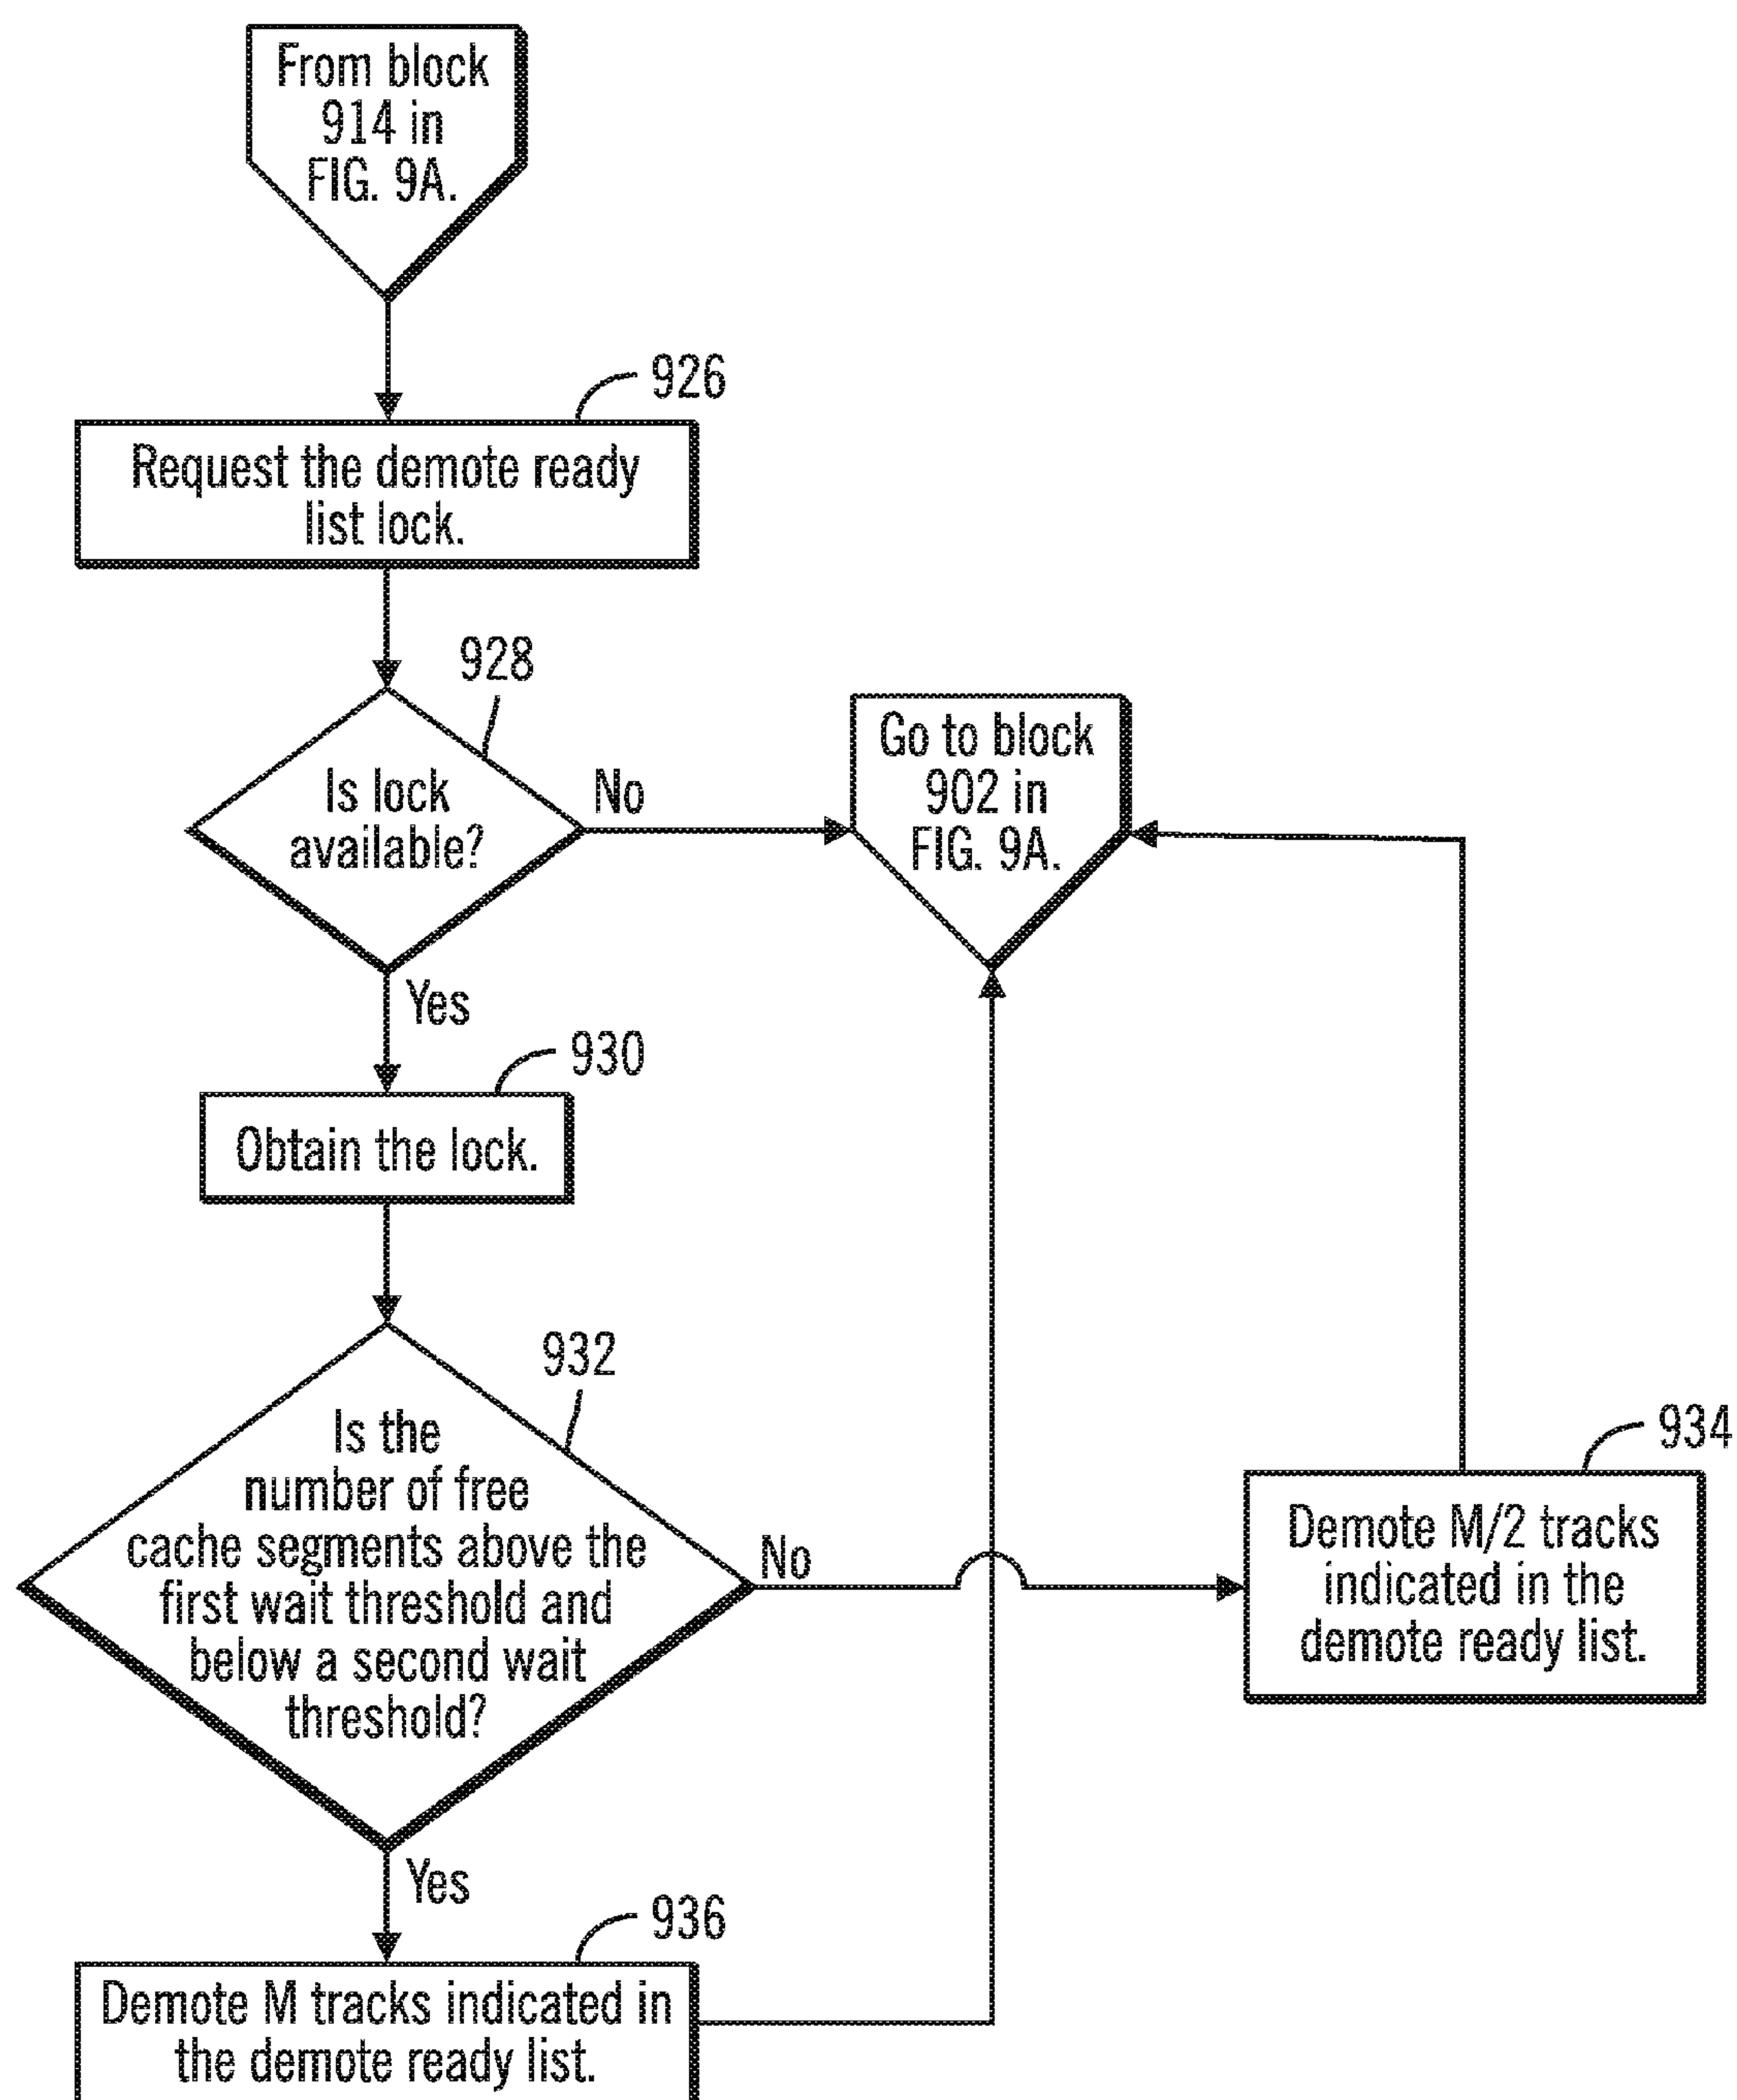 From block
914 in
FIG. 9A.
926
Request the demote ready
list lock.
928
Is lock
available?
No
Go to block
902 in
FIG. 9A.
Yes
930
Obtain the lock.
932
Is the
number of free
cache segments above the
first wait threshold and
below a second wait
threshold?
No
934
Demote M/2 tracks
indicated in the
demote ready list.
Yes
936
Demote M tracks indicated in
the demote ready list.